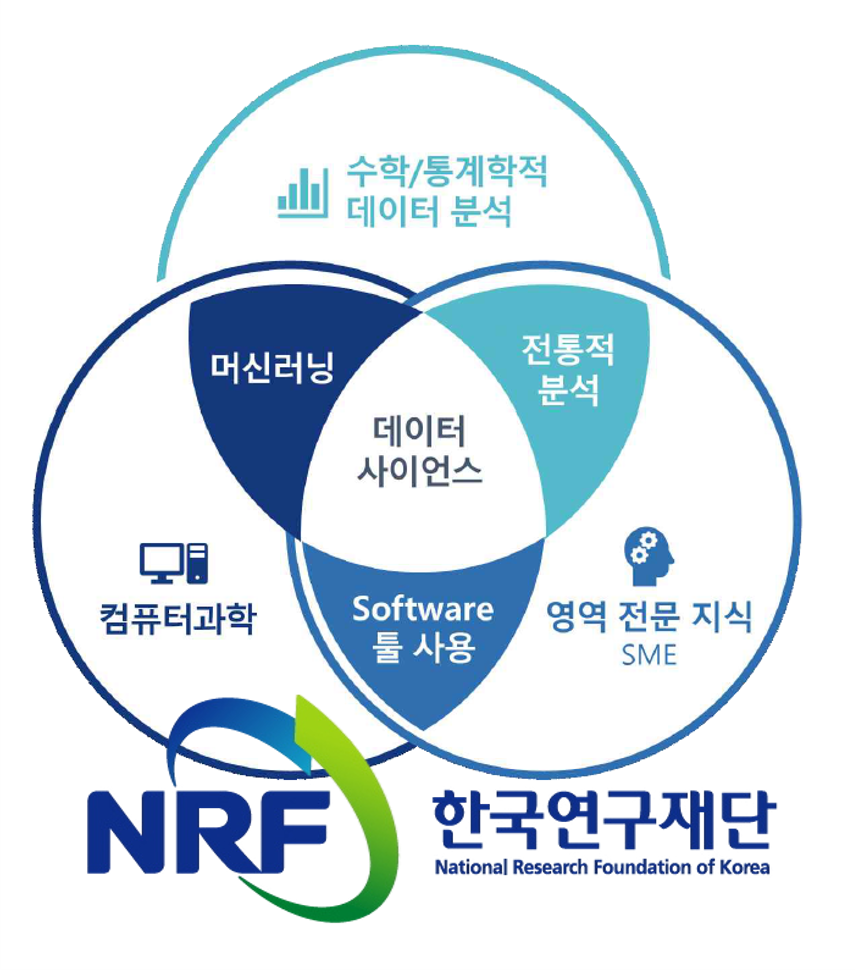 수학/통계학적
데이터 분석
머신러닝
전통적
분석
데이터
사이언스
컴퓨터과학
Software
툴 사용
영역 전문 지식
SME
NRF
한국연구재단
National Research Foundation of Korea